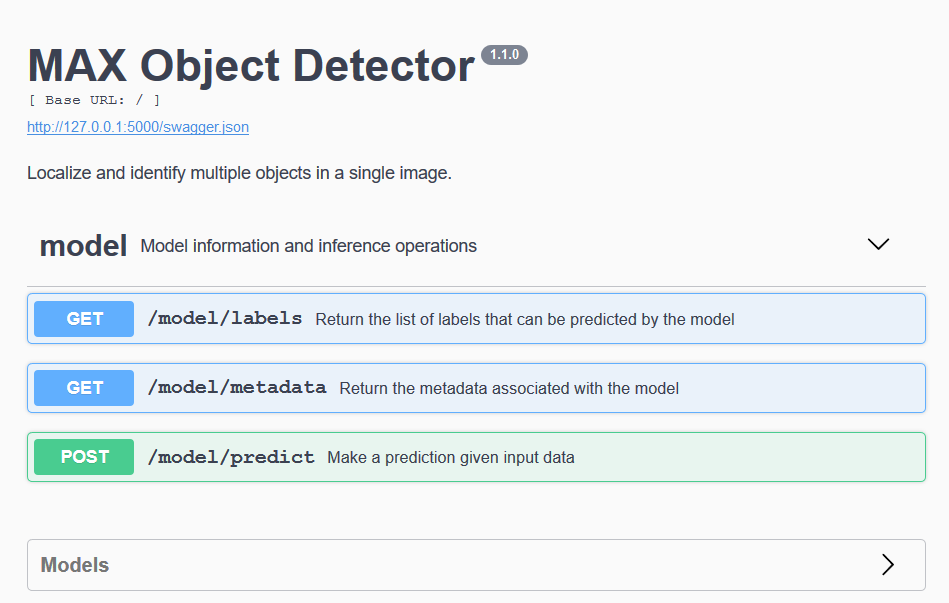 MAX Object Detector 1.1.0
[ Base URL: / ]
http://127.0.0.1:5000/swagger.json
Localize and identify multiple objects in a single image.
model Model information and inference operations
GET /model/labels Return the list of labels that can be predicted by the model
GET /model/metadata Return the metadata associated with the model
POST /model/predict Make a prediction given input data
Models